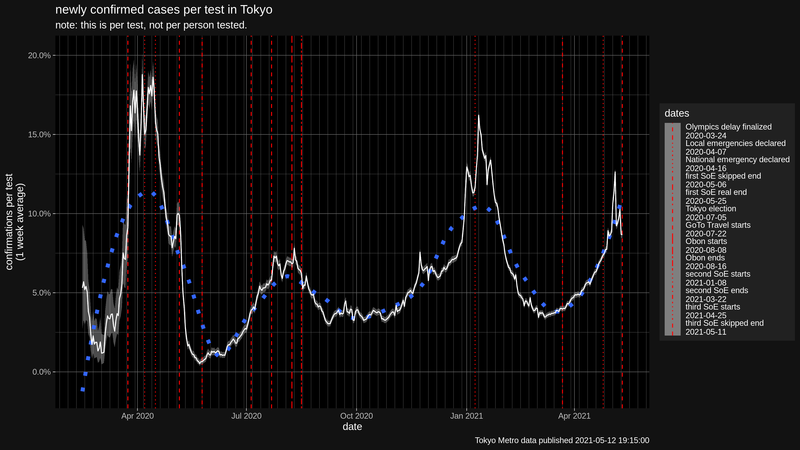 newly confirmed cases per test in Tokyo
note: this is per test, not per person tested.
20.0%
15.0%
10.0%
5.0%
0.0%
confirmations per test
(1 week average)
Apr 2020
Jul 2020
Oct 2020
Jan 2021
Apr 2021
date
Tokyo Metro data published 2021-05-12 19:15:00
dates
Olympics delay finalized
2020-03-24
Local emergencies declared
2020-04-07
National emergency declared
2020-04-16
first SoE skipped end
2020-05-06
first SoE real end
2020-05-25
Tokyo election
2020-07-05
GoTo Travel starts
2020-07-22
Obon starts
2020-08-08
Obon ends
2020-08-16
second SoE starts
2021-01-08
second SoE ends
2021-03-22
third SoE starts
2021-04-25
third SoE skipped end
2021-05-11